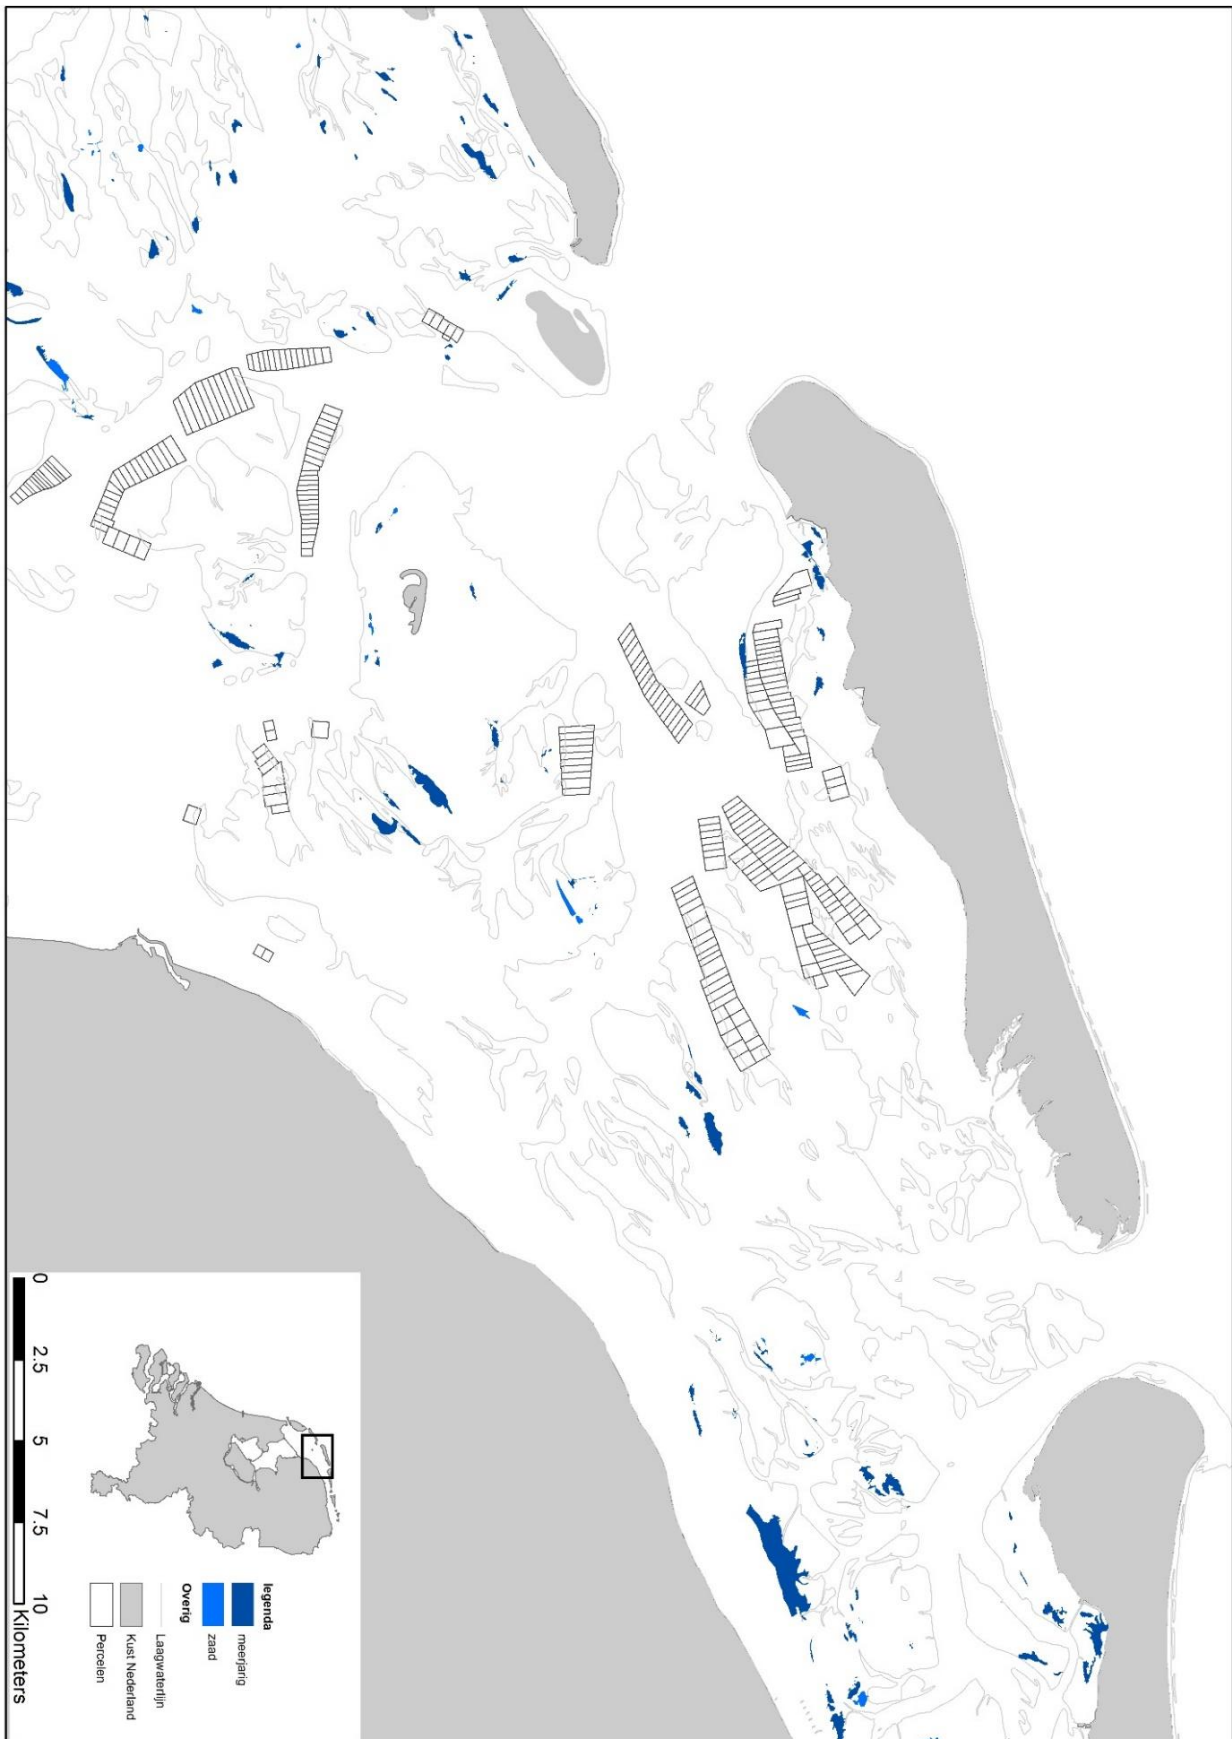 legenda
meerjarig
zaad
Overig
Laagwaterlijn
Kust Nederland
Percelen
0 2.5 5 7.5 10
Kilometers